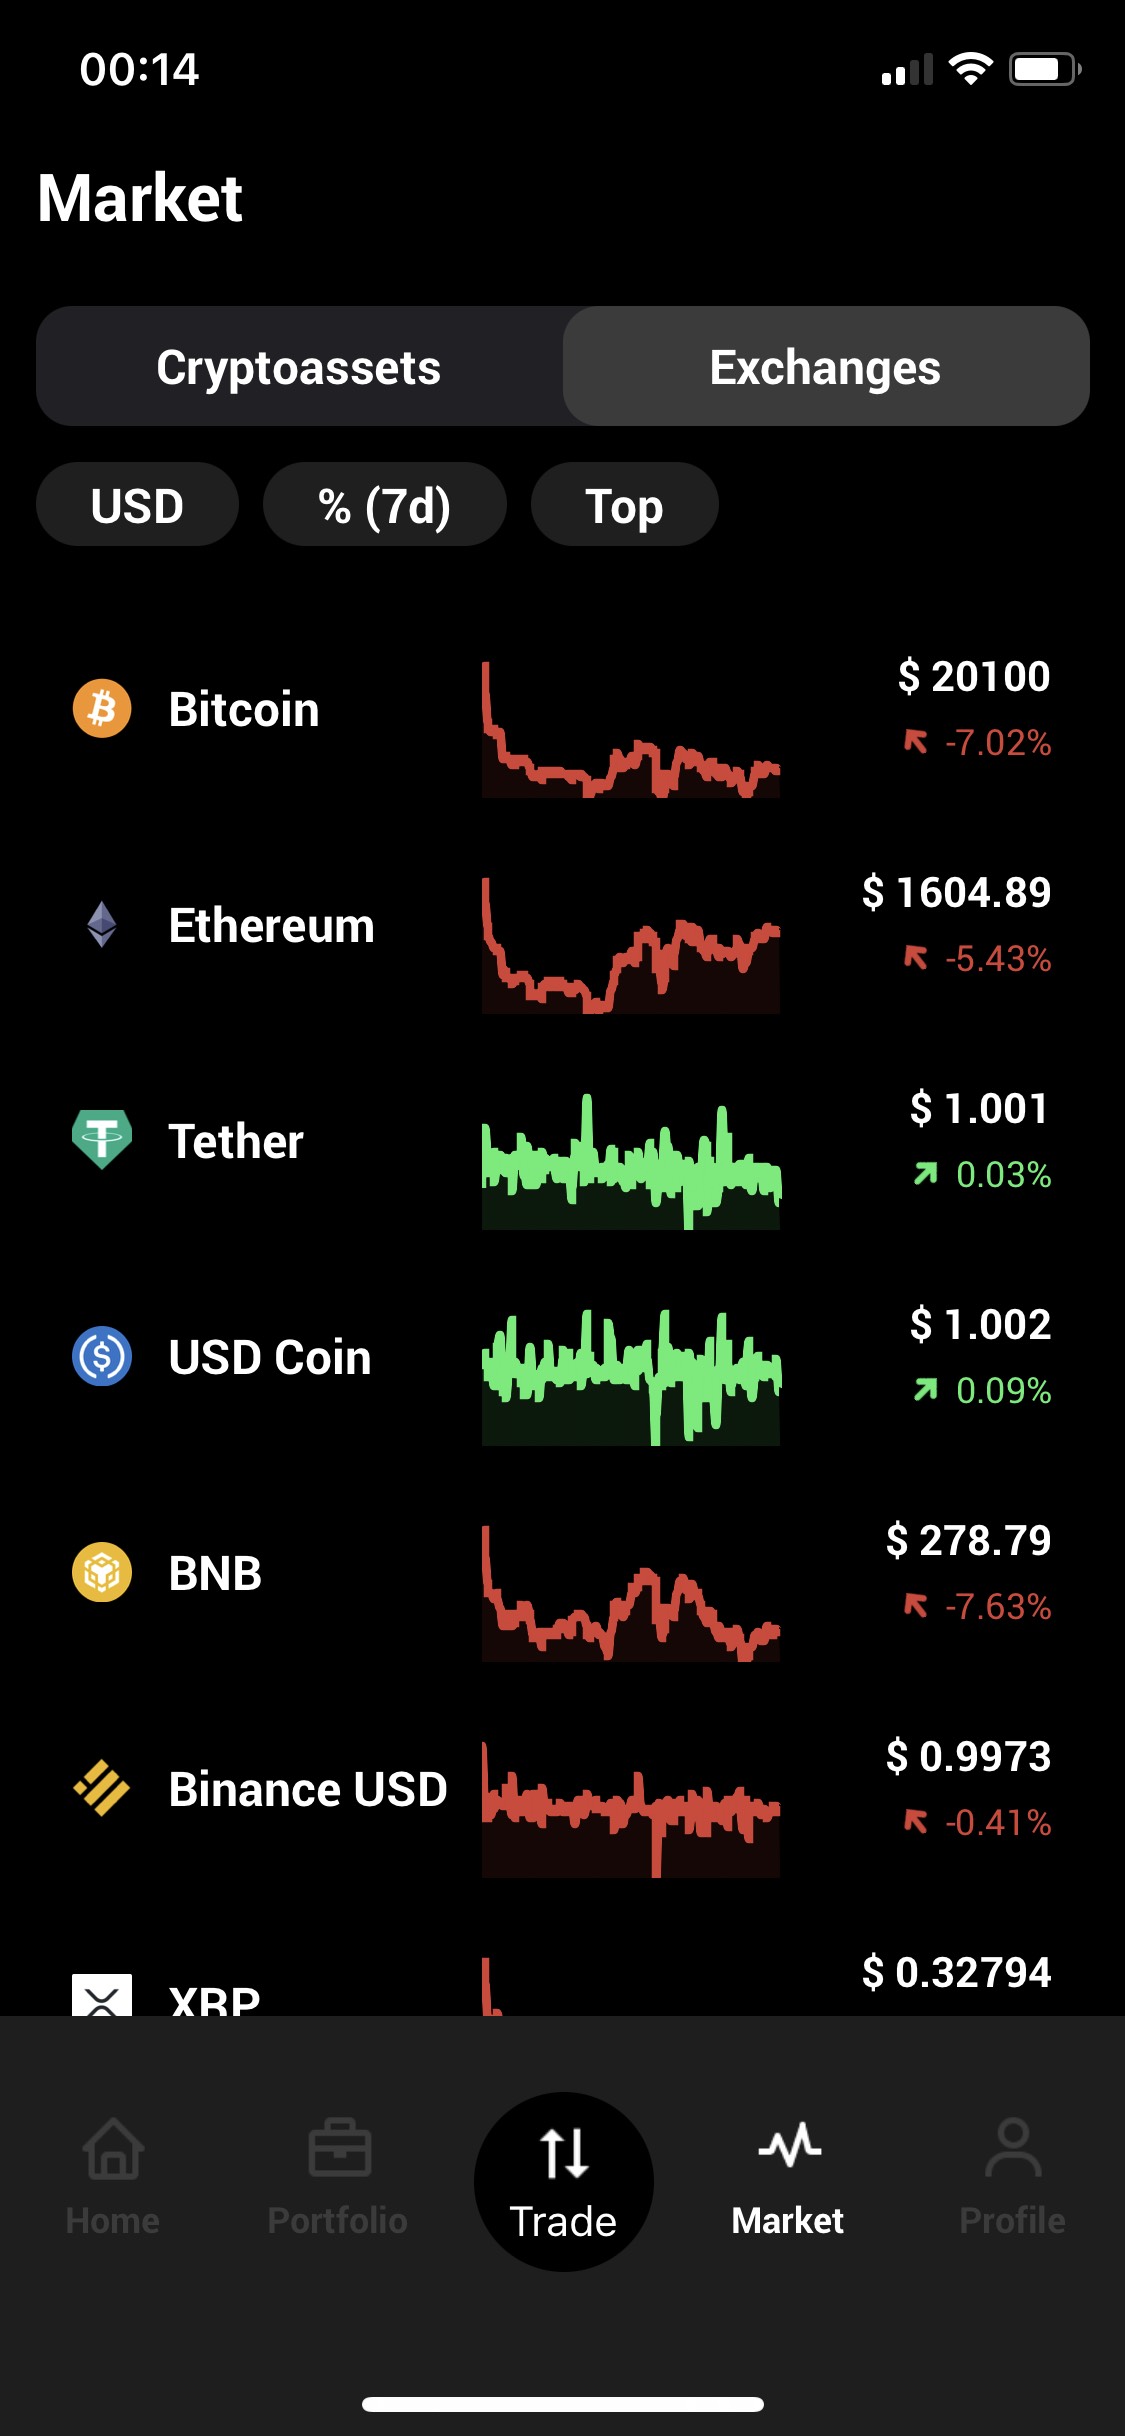 00:14
Market
Cryptoassets Exchanges
USD % (7d) Top
Bitcoin $ 20100
-7.02%
Ethereum $ 1604.89
-5.43%
Tether $ 1.001
0.03%
USD Coin $ 1.002
0.09%
BNB $ 278.79
-7.63%
Binance USD $ 0.9973
-0.41%
XRP $ 0.32794
Home Portfolio Trade Market Profile